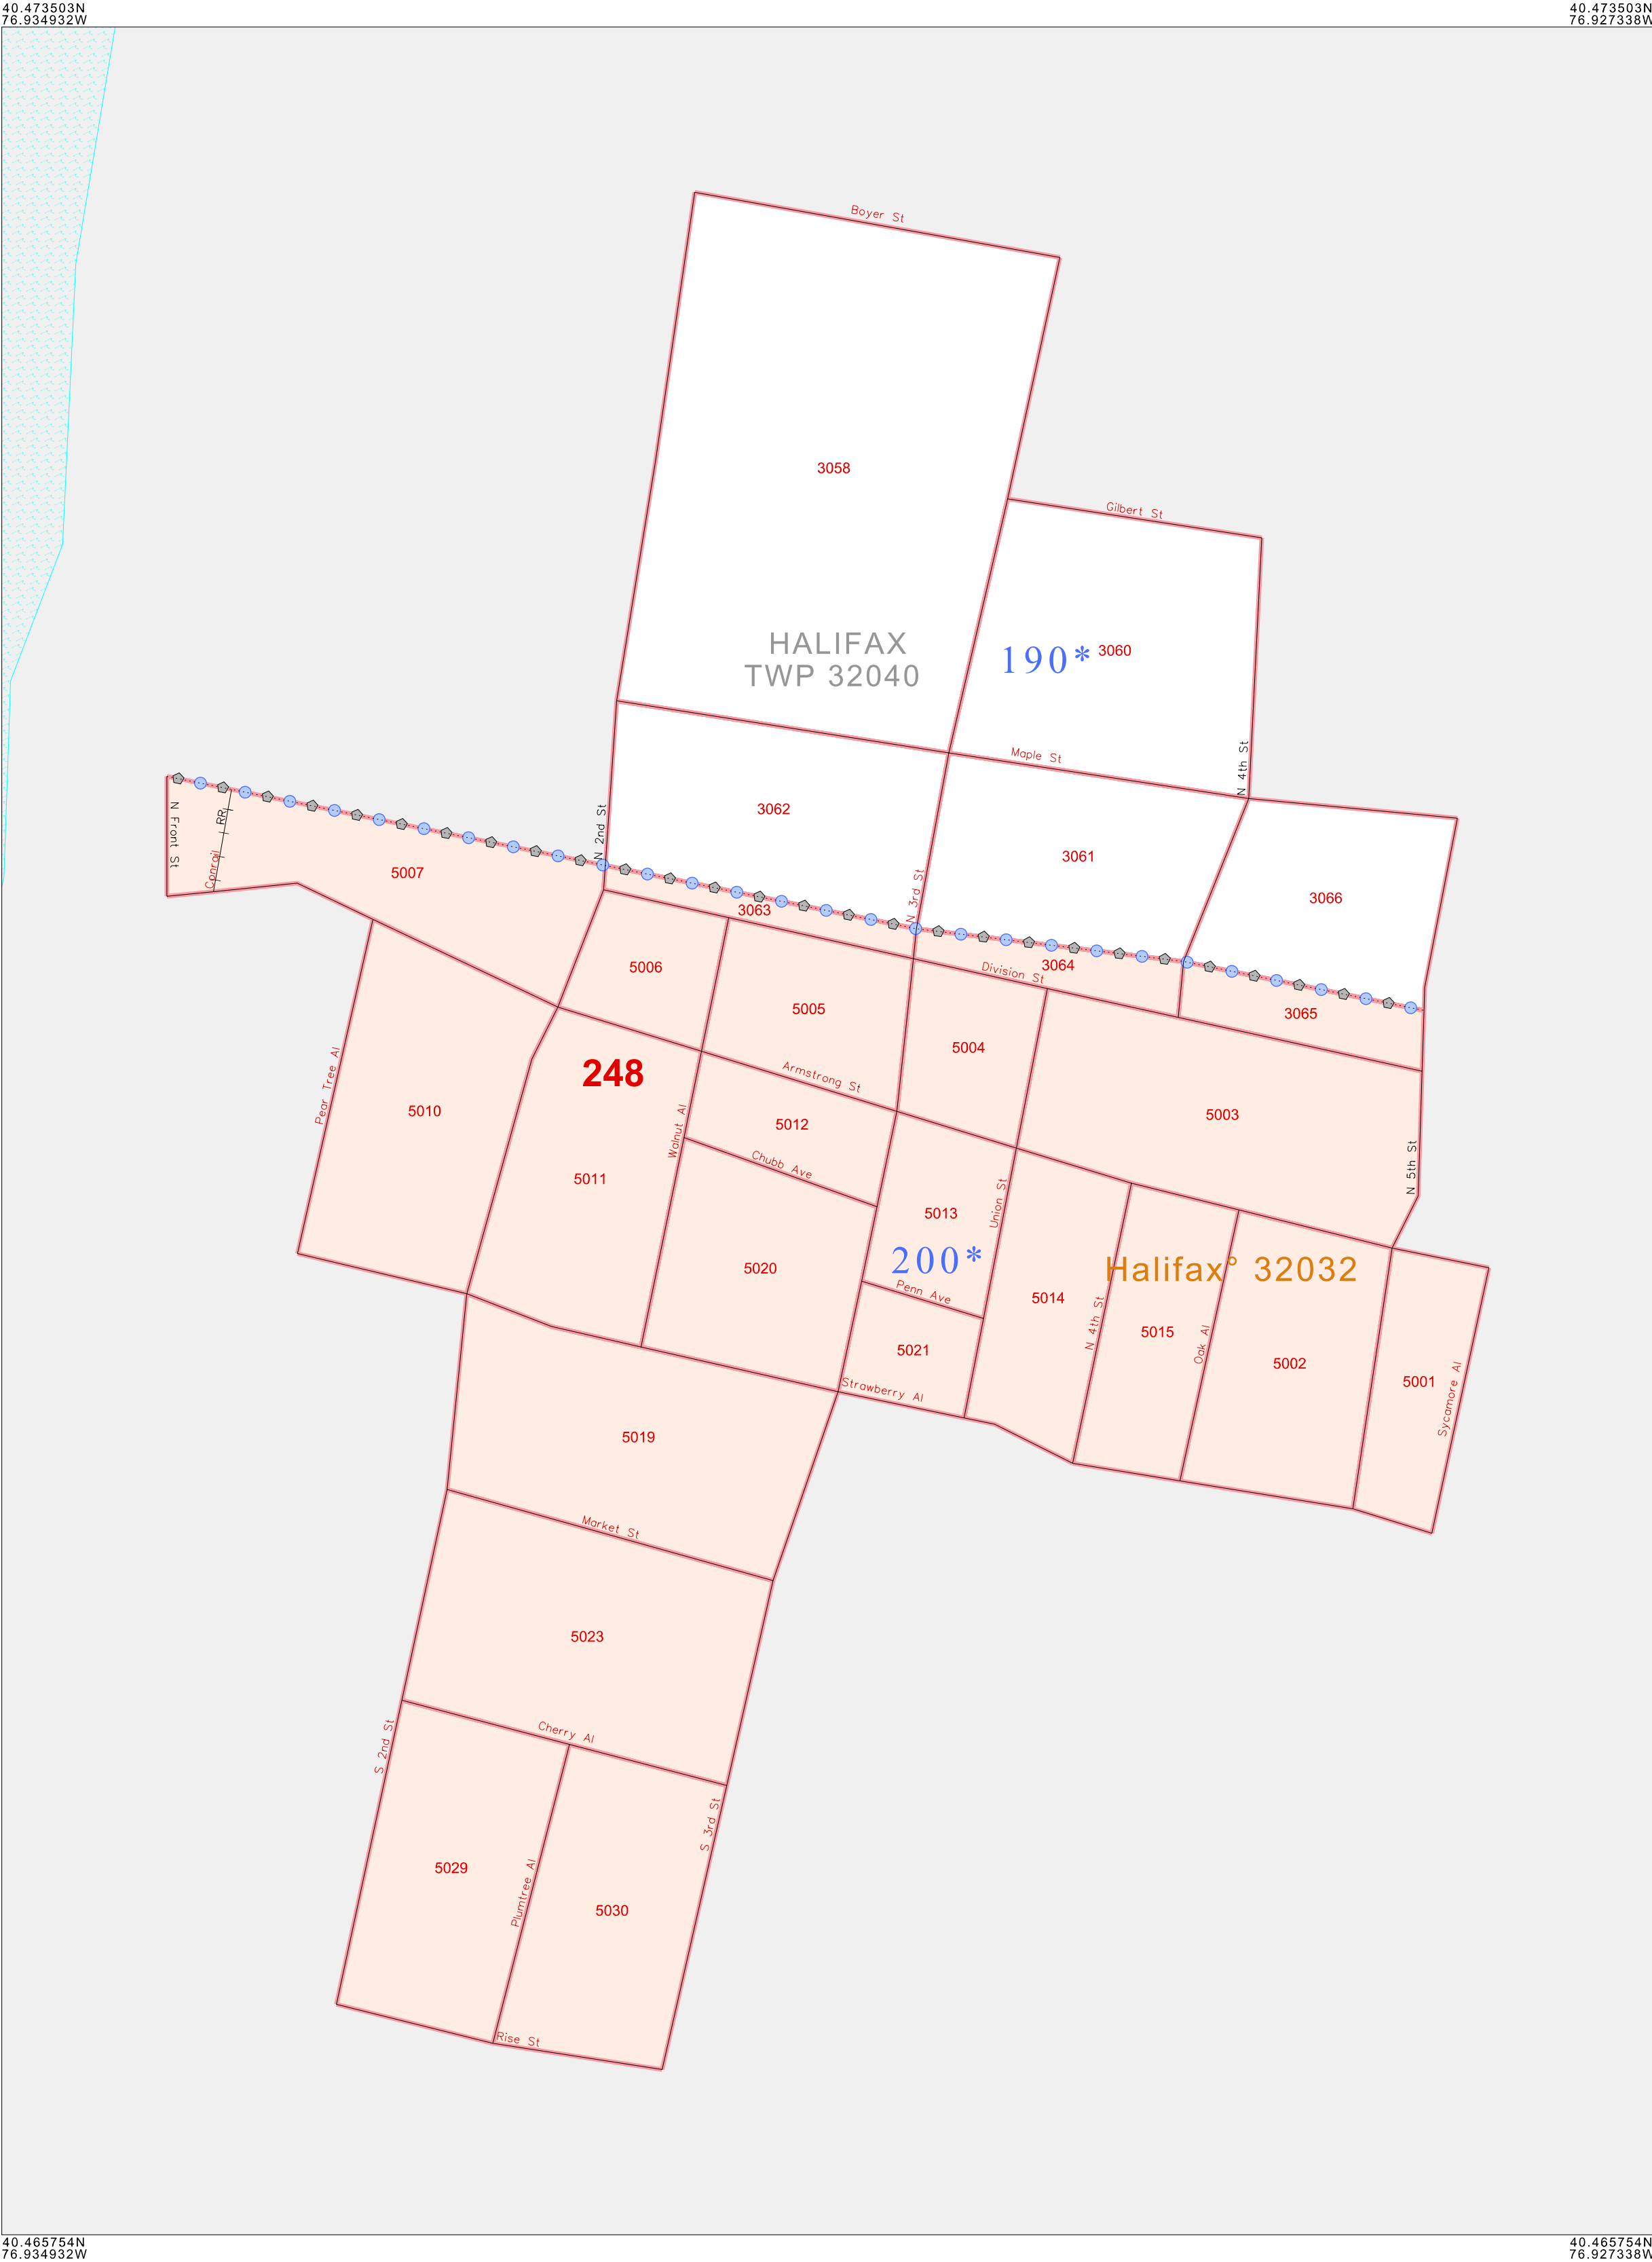 40.473503N
76.934932W
40.473503N
76.927338W
Boyer St
3058
Gilbert St
HALIFAX
TWP 32040
190*
3060
N 4th St
Maple St
3062
N 2nd St
3061
N 3rd St
3066
N Front St
RR
Conrail
5007
3063
3064
Division St
3065
5006
5005
5004
248
Armstrong St
Pear Tree Al
5010
5003
5012
Walnut Al
Chubb Ave
N 5th St
5011
5013
Union St
200*
5020
Halifax° 32032
Penn Ave
5014
N 4th St
5015
Oak Al
5021
5002
5001
Sycamore Al
Strawberry Al
5019
Market St
5023
S 2nd St
Cherry Al
S 3rd St
5029
Plumtree Al
5030
Rise St
40.465754N
76.934932W
40.465754N
76.927338W